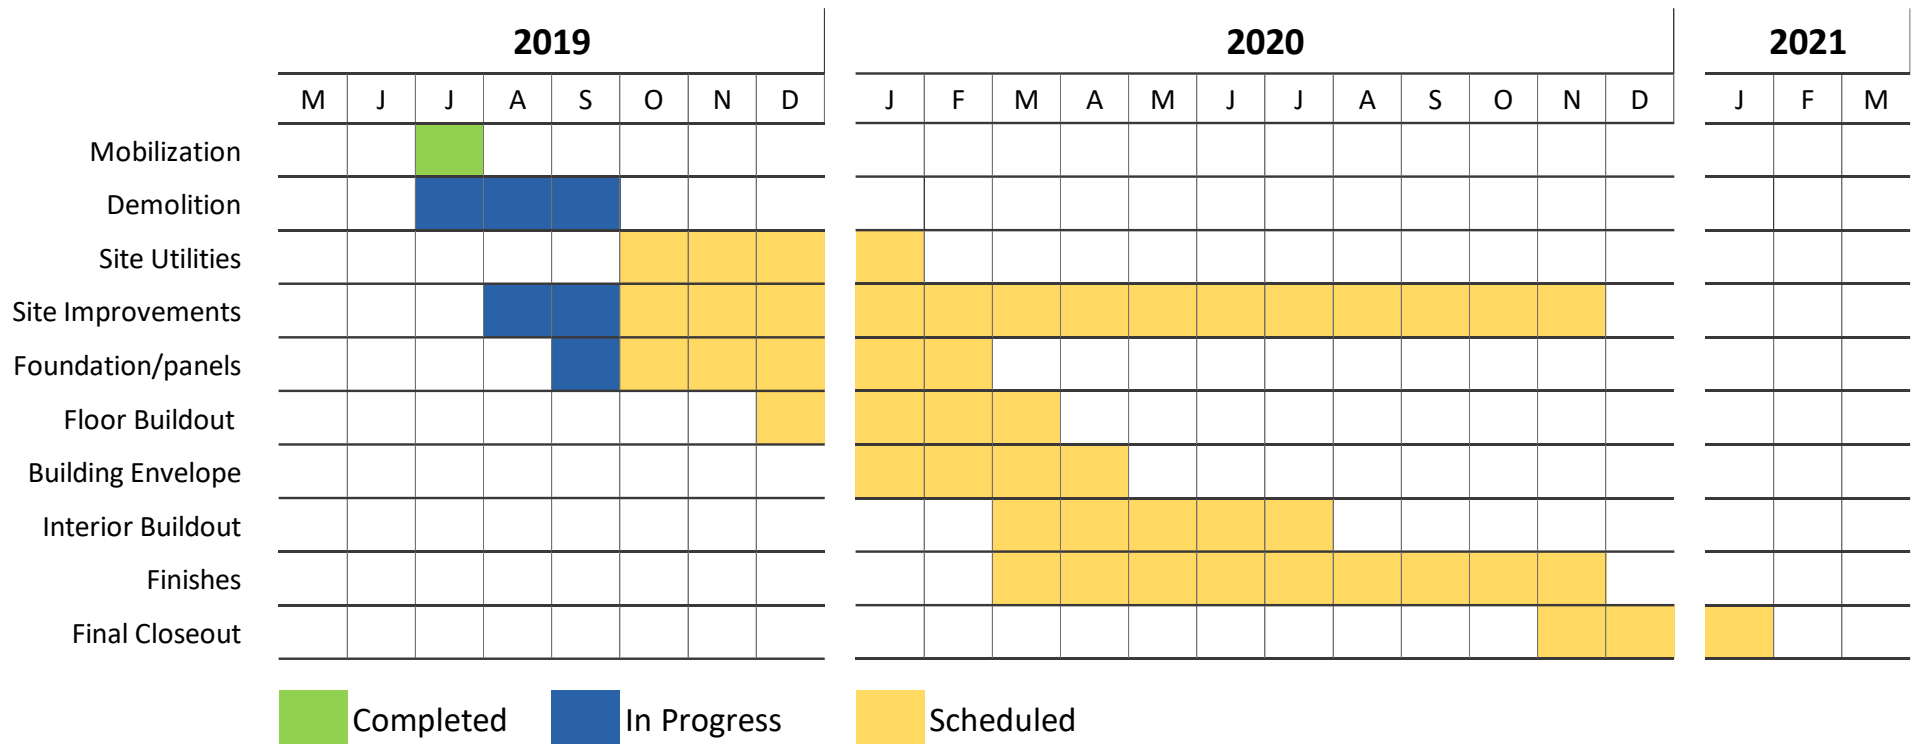 2019 2020 2021
M J J A S O N D J F M A M J J A S O N D J F M
Mobilization
Demolition
Site Utilities
Site Improvements
Foundation/panels
Floor Buildout
Building Envelope
Interior Buildout
Finishes
Final Closeout
Completed In Progress Scheduled